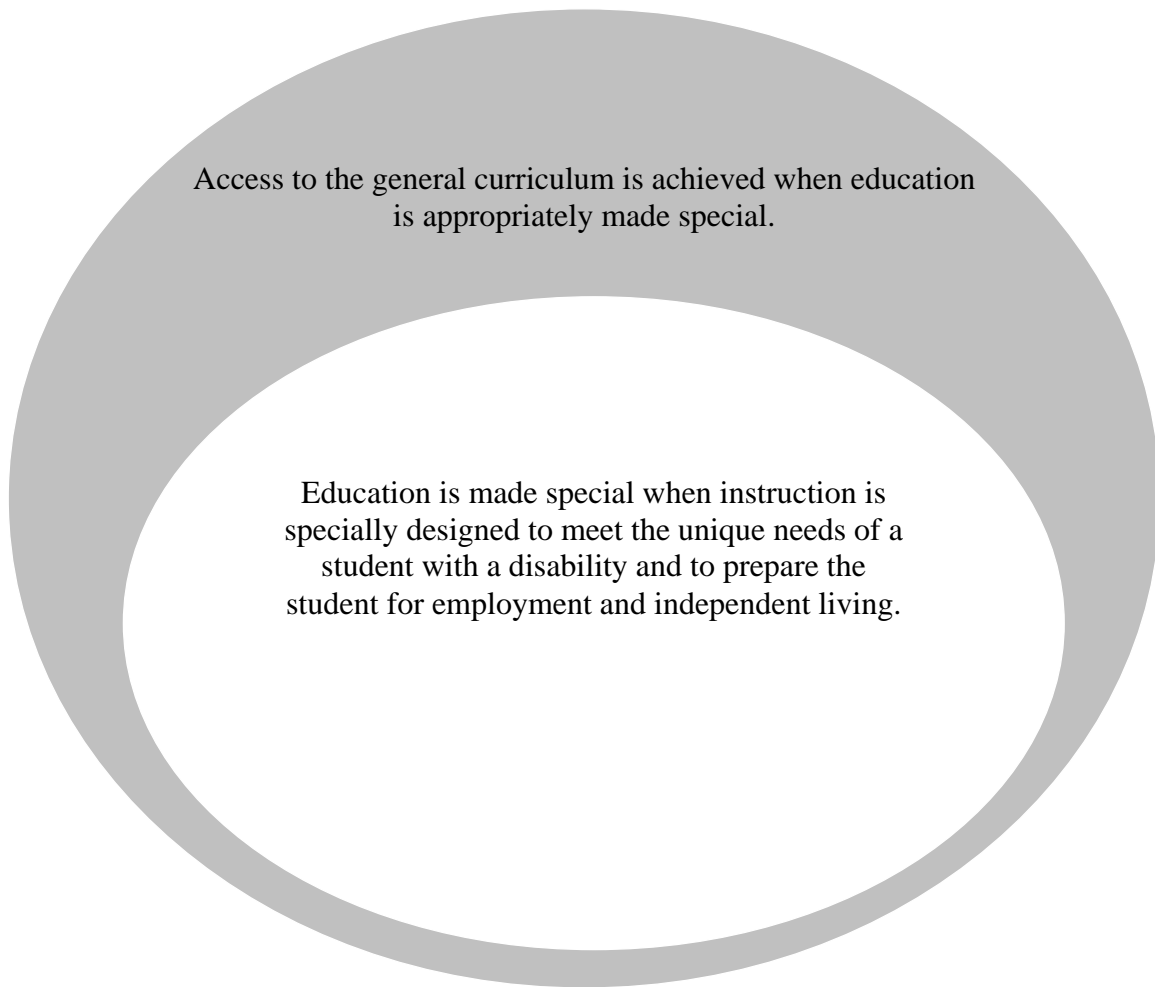 Access to the general curriculum is achieved when education
is appropriately made special.
Education is made special when instruction is
specially designed to meet the unique needs of a
student with a disability and to prepare the
student for employment and independent living.